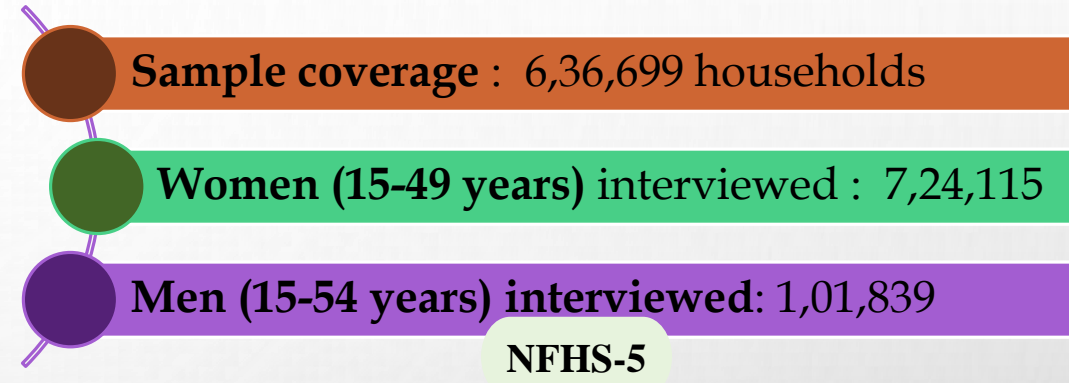 Sample coverage : 6,36,699 households
Women (15-49 years) interviewed : 7,24,115
Men (15-54 years) interviewed: 1,01,839
NFHS-5